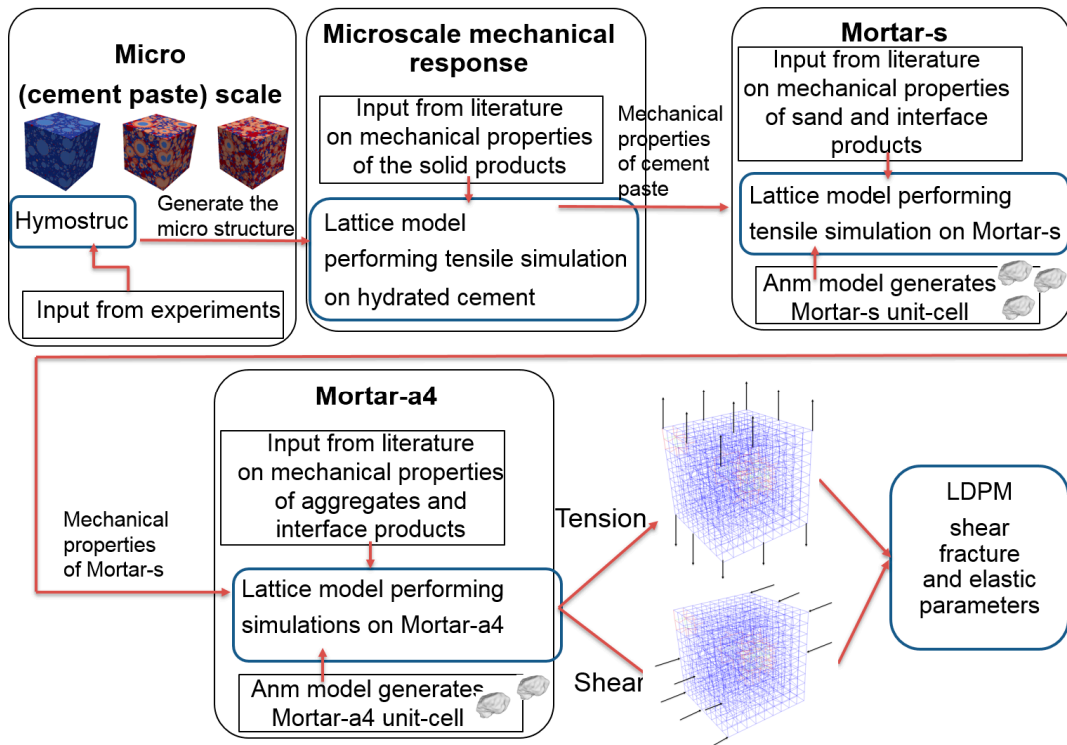 Micro
(cement paste) scale
Hymostruc
Generate the
micro structure
Input from experiments
Microscale mechanical
response
Input from literature
on mechanical properties
of the solid products
Lattice model
performing tensile simulation
on hydrated cement
Mechanical
properties
of cement
paste
Mortar-s
Input from literature
on mechanical properties
of sand and interface
products
Lattice model performing
tensile simulation on Mortar-s
Anm model generates
Mortar-s unit-cell
Mechanical
properties
of Mortar-s
Mortar-a4
Input from literature
on mechanical properties
of aggregates and
interface products
Lattice model performing
simulations on Mortar-a4
Anm model generates
Mortar-a4 unit-cell
Tension
Shear
LDPM
shear
fracture
and elastic
parameters